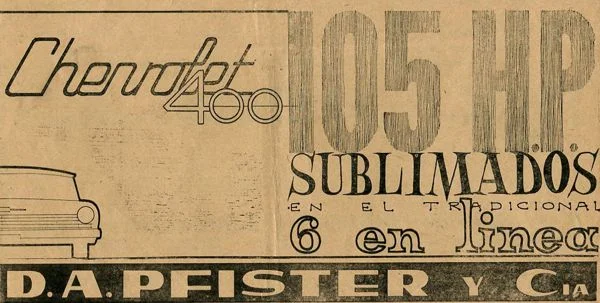 Chevrolet
400
105 H.P.
SUBLIMADOS
EN EL TRADICIONAL
6 en linea
D. A. PFISTER Y CIA